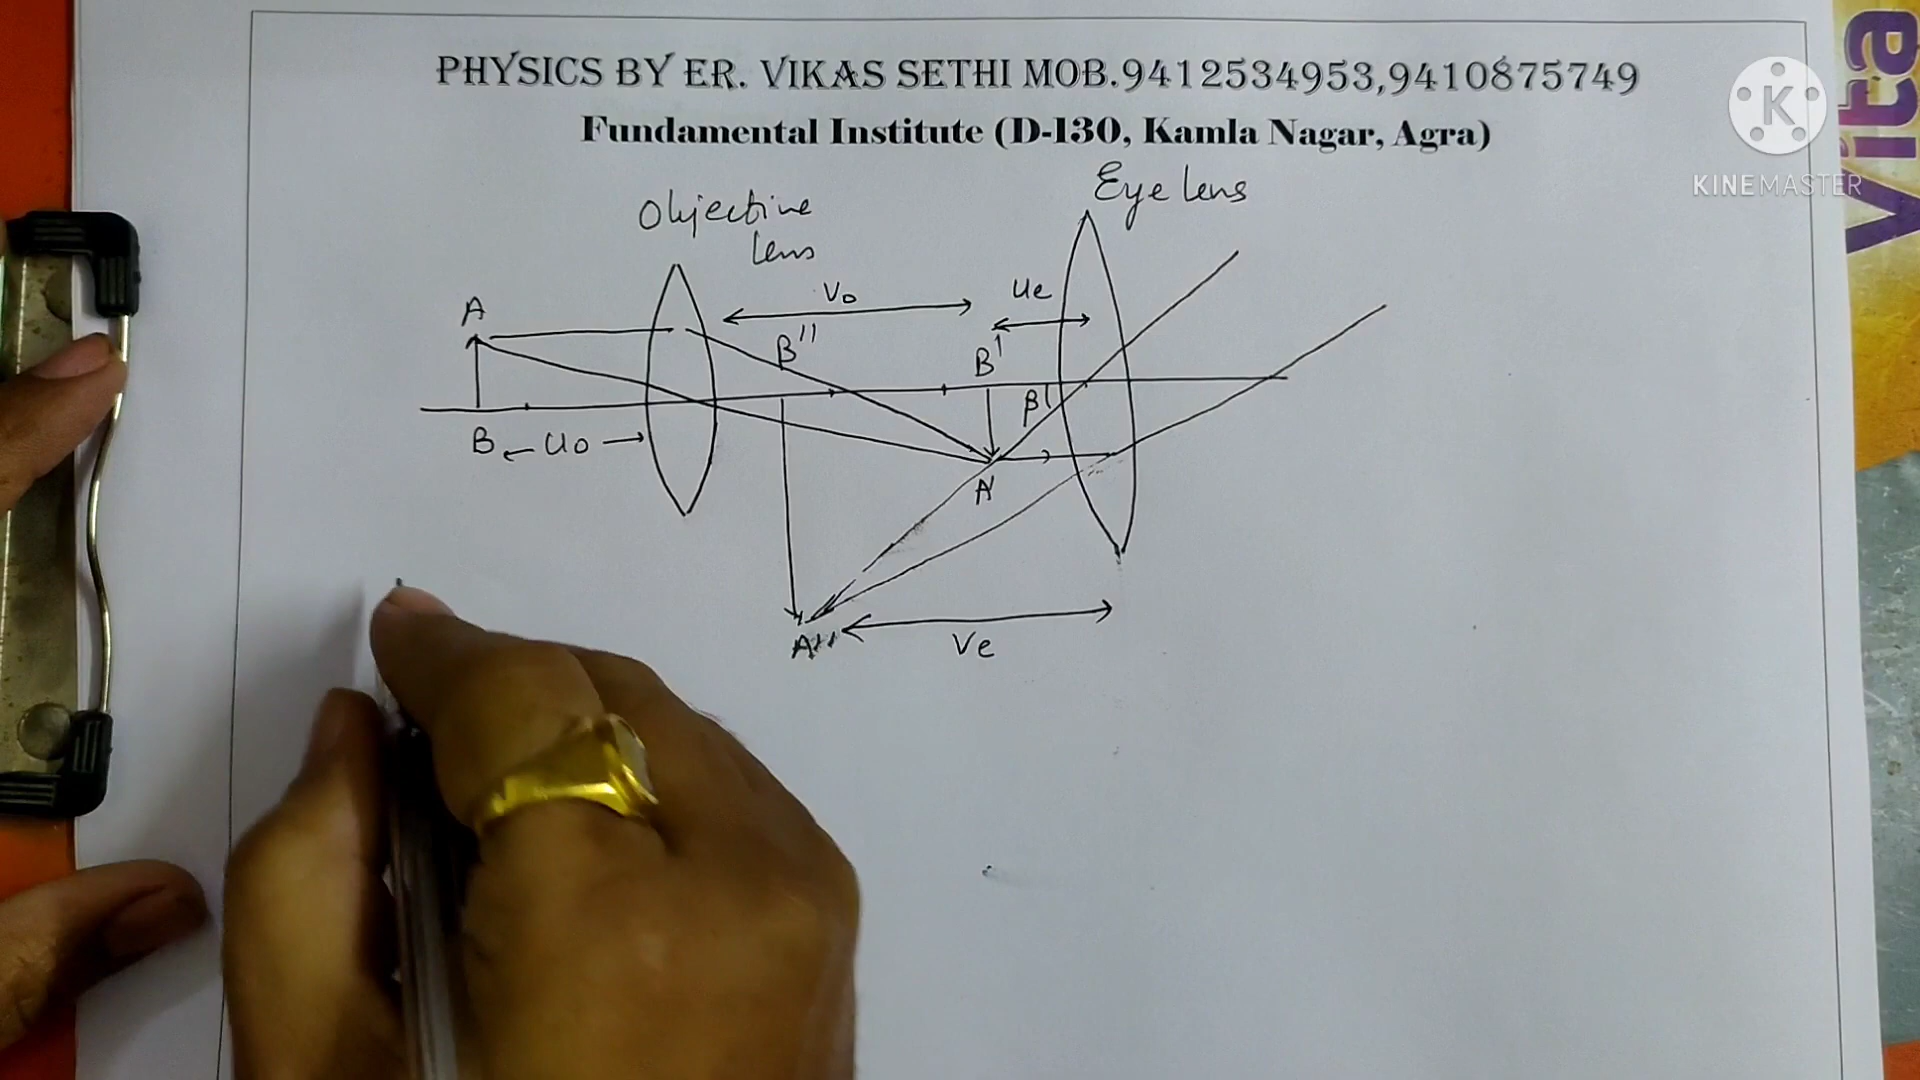 PHYSICS BY ER. VIKAS SETHI MOB.9412534953,9410875749
Fundamental Institute (D-130, Kamla Nagar, Agra)
K
KINEMASTER
Vita
Objective
lens
Eye lens
A
Vo
ue
B''
B'
β'
B
uo
A'
A''
Ve